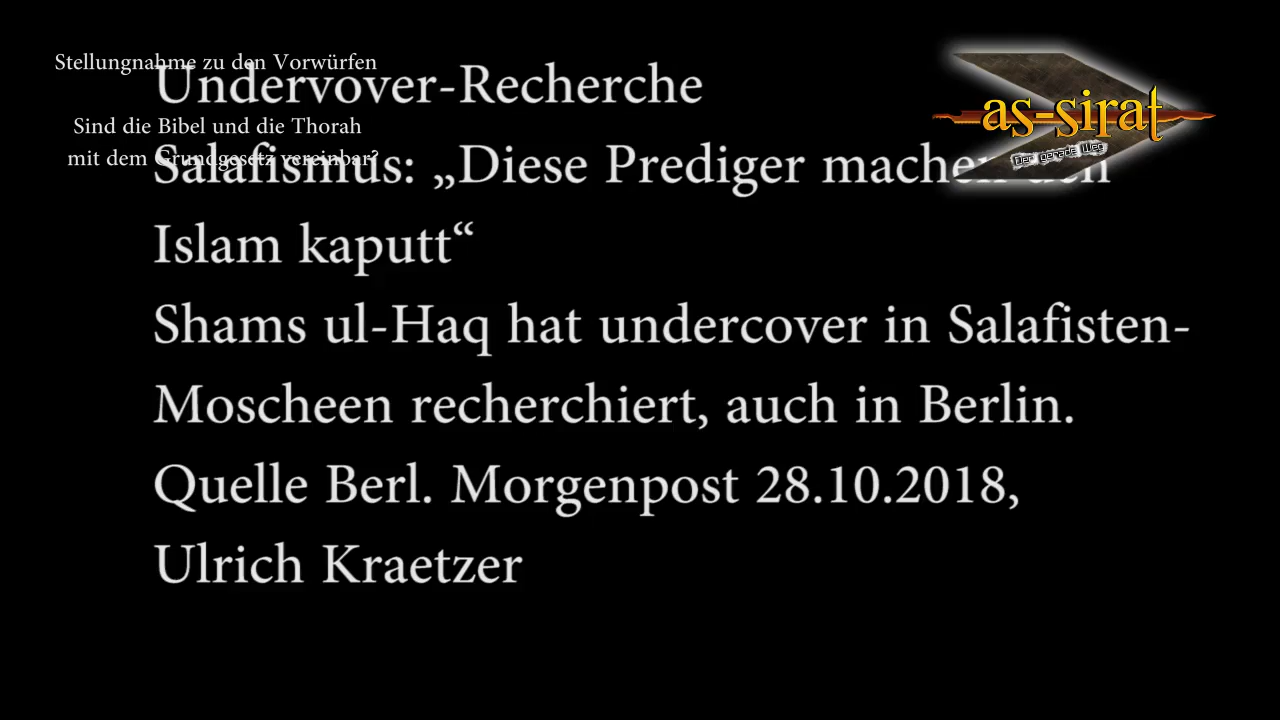 Stellungnahme zu den Vorwürfen
Sind die Bibel und die Thorah
mit dem Grundgesetz vereinbar?
as-sirat
Der gerade Weg
Undervover-Recherche
Salafismus: „Diese Prediger machen den
Islam kaputt“
Shams ul-Haq hat undercover in Salafisten-
Moscheen recherchiert, auch in Berlin.
Quelle Berl. Morgenpost 28.10.2018,
Ulrich Kraetzer